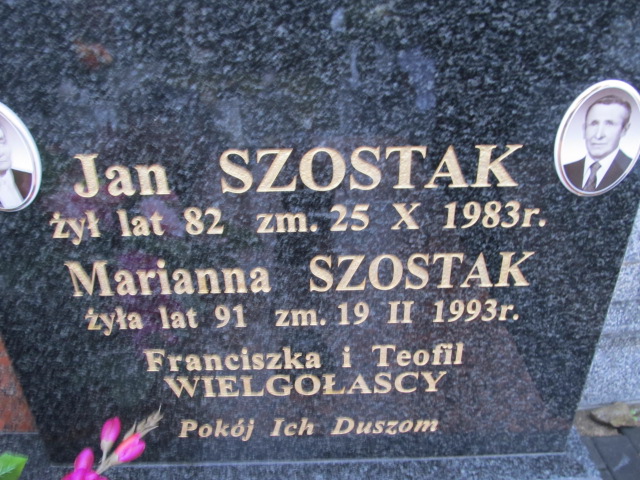 Jan SZOSTAK
żył lat 82 zm. 25 X 1983r.
Marianna SZOSTAK
żyła lat 91 zm. 19 II 1993r.
Franciszka i Teofil
WIELGOŁASCY
Pokój Ich Duszom